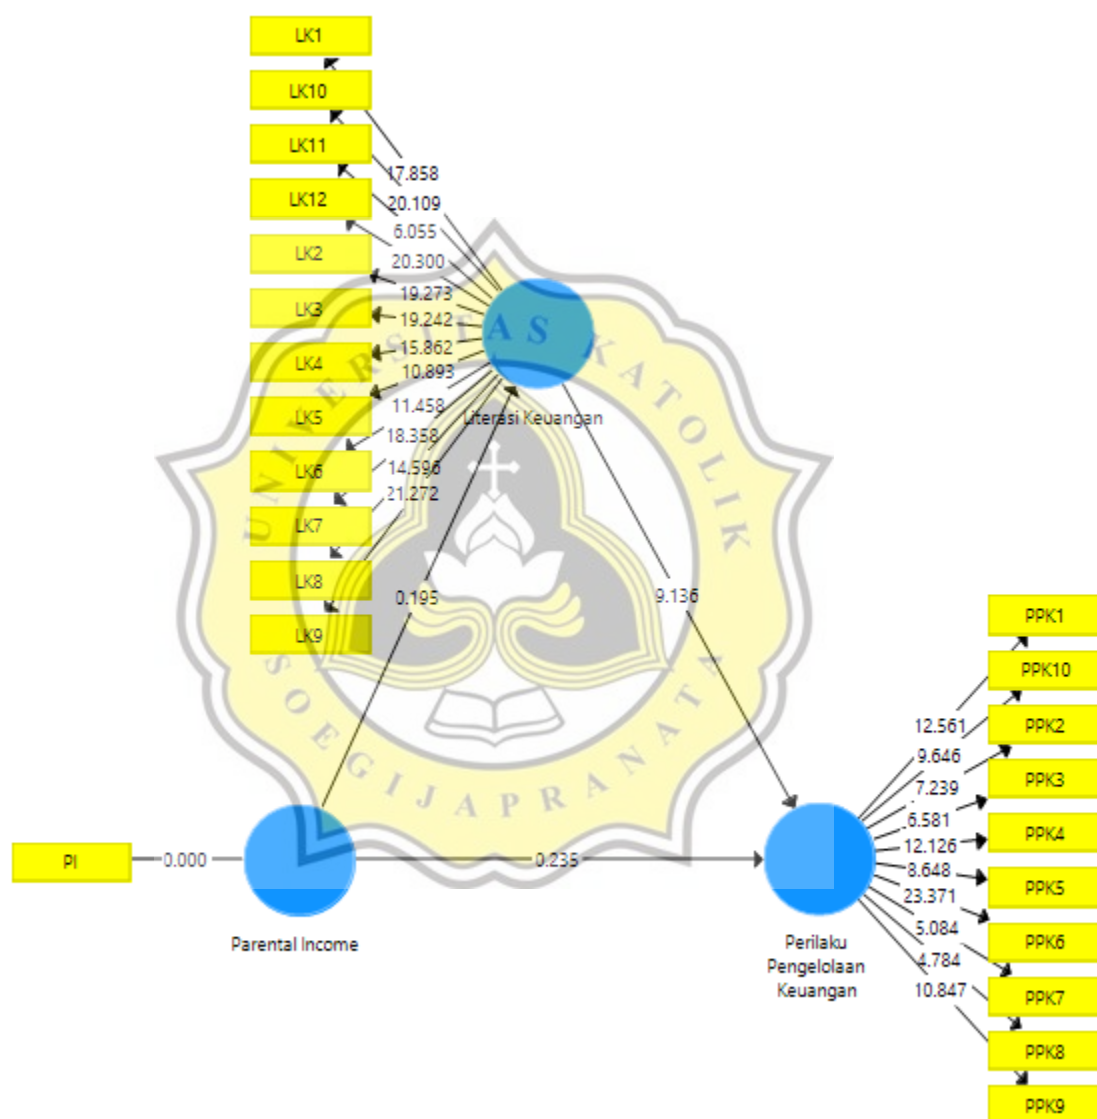 LK1
LK10
LK11
LK12
LK2
LK3
LK4
LK5
LK6
LK7
LK8
LK9
17.858
20.109
6.055
20.300
19.273
19.242
15.862
10.893
11.458
18.358
14.596
21.272
Literasi Keuangan
UNIVERSITAS KATOLIK
SOEGIJAPRANATA
0.195
9.136
PI
0.000
0.235
Parental Income
Perilaku
Pengelolaan
Keuangan
12.561
9.646
7.239
6.581
12.126
8.648
23.371
5.084
4.784
10.847
PPK1
PPK10
PPK2
PPK3
PPK4
PPK5
PPK6
PPK7
PPK8
PPK9